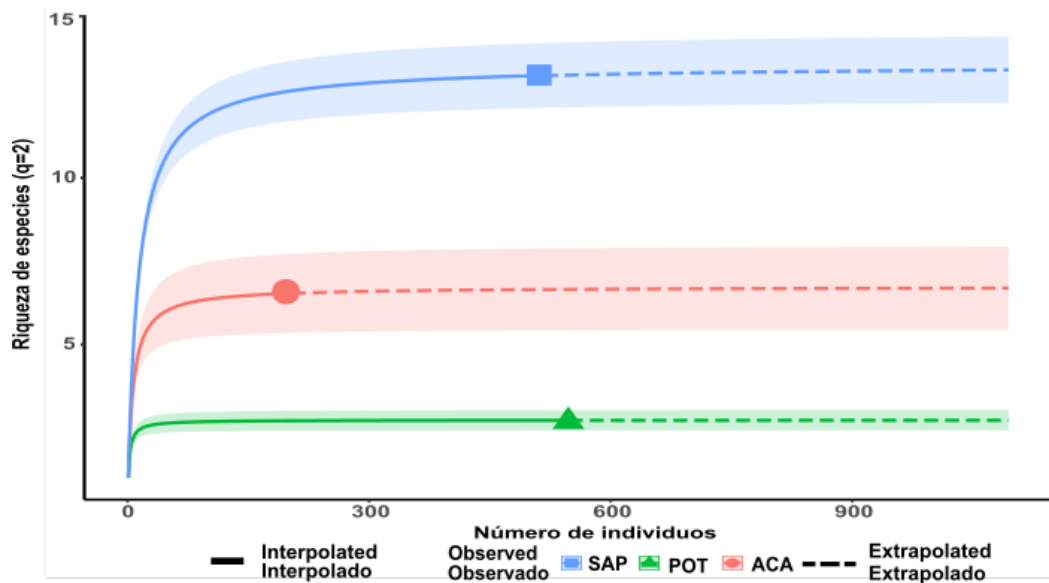 15
10
5
Riqueza de especies (q=2)
0 300 600 900
Número de individuos
Interpolated Observed SAP POT ACA Extrapolated
Interpolado Observado Extrapolado